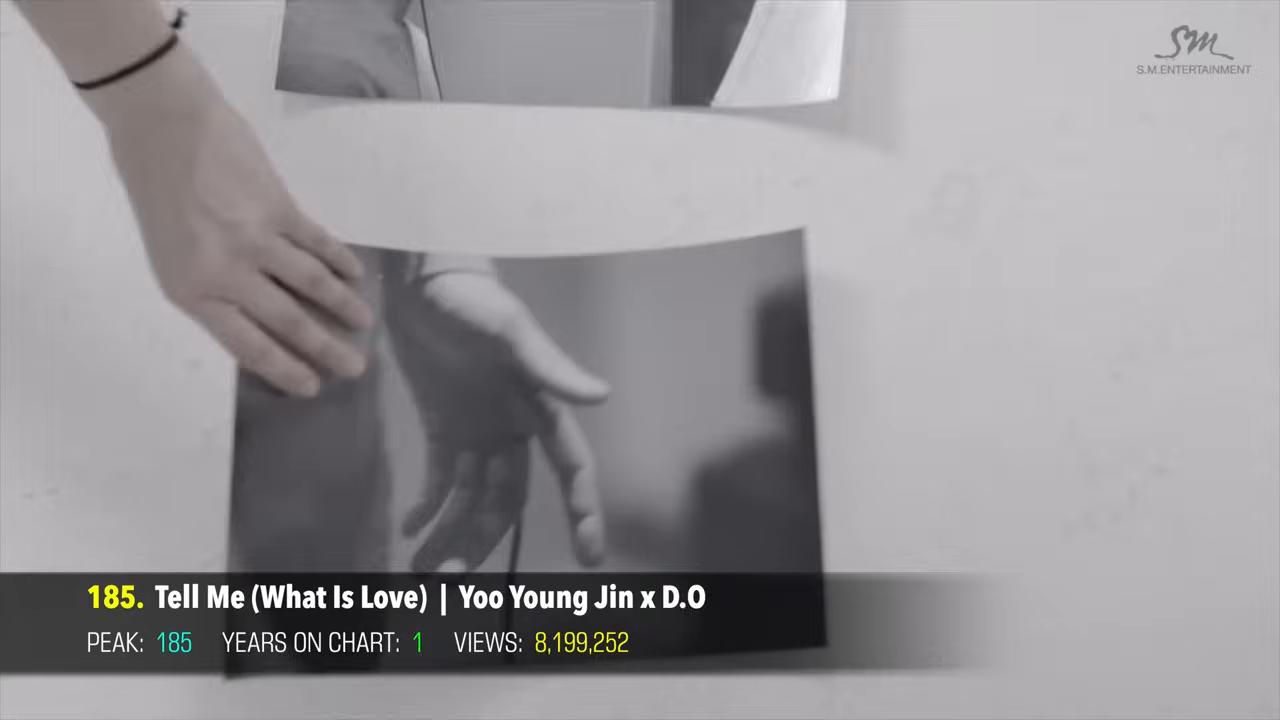 SM
S.M.ENTERTAINMENT
185. Tell Me (What Is Love) | Yoo Young Jin x D.O
PEAK: 185 YEARS ON CHART: 1 VIEWS: 8,199,252